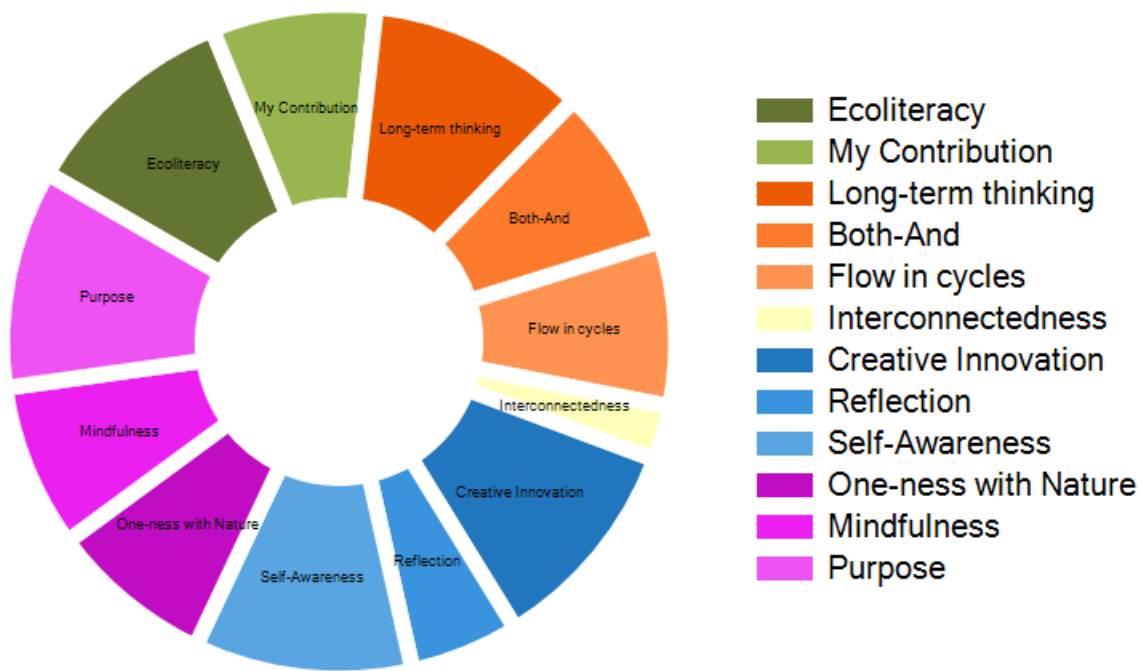 My Contribution
Long-term thinking
Ecoliteracy
Both-And
Purpose
Flow in cycles
Interconnectedness
Mindfulness
Creative Innovation
One-ness with Nature
Reflection
Self-Awareness
Ecoliteracy
My Contribution
Long-term thinking
Both-And
Flow in cycles
Interconnectedness
Creative Innovation
Reflection
Self-Awareness
One-ness with Nature
Mindfulness
Purpose